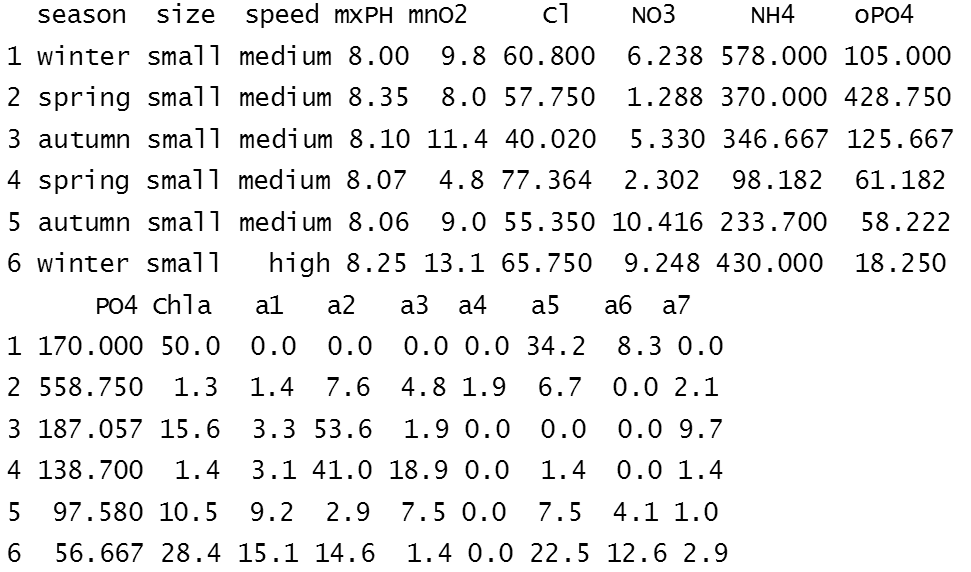 season size speed mxPH mnO2 Cl NO3 NH4 oPO4
1 winter small medium 8.00 9.8 60.800 6.238 578.000 105.000
2 spring small medium 8.35 8.0 57.750 1.288 370.000 428.750
3 autumn small medium 8.10 11.4 40.020 5.330 346.667 125.667
4 spring small medium 8.07 4.8 77.364 2.302 98.182 61.182
5 autumn small medium 8.06 9.0 55.350 10.416 233.700 58.222
6 winter small high 8.25 13.1 65.750 9.248 430.000 18.250
PO4 Chla a1 a2 a3 a4 a5 a6 a7
1 170.000 50.0 0.0 0.0 0.0 0.0 34.2 8.3 0.0
2 558.750 1.3 1.4 7.6 4.8 1.9 6.7 0.0 2.1
3 187.057 15.6 3.3 53.6 1.9 0.0 0.0 0.0 9.7
4 138.700 1.4 3.1 41.0 18.9 0.0 1.4 0.0 1.4
5 97.580 10.5 9.2 2.9 7.5 0.0 7.5 4.1 1.0
6 56.667 28.4 15.1 14.6 1.4 0.0 22.5 12.6 2.9